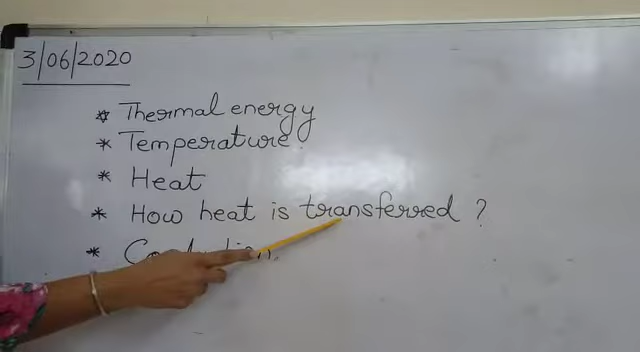 3/06/2020
* Thermal energy
* Temperature.
* Heat
* How heat is transferred ?
*